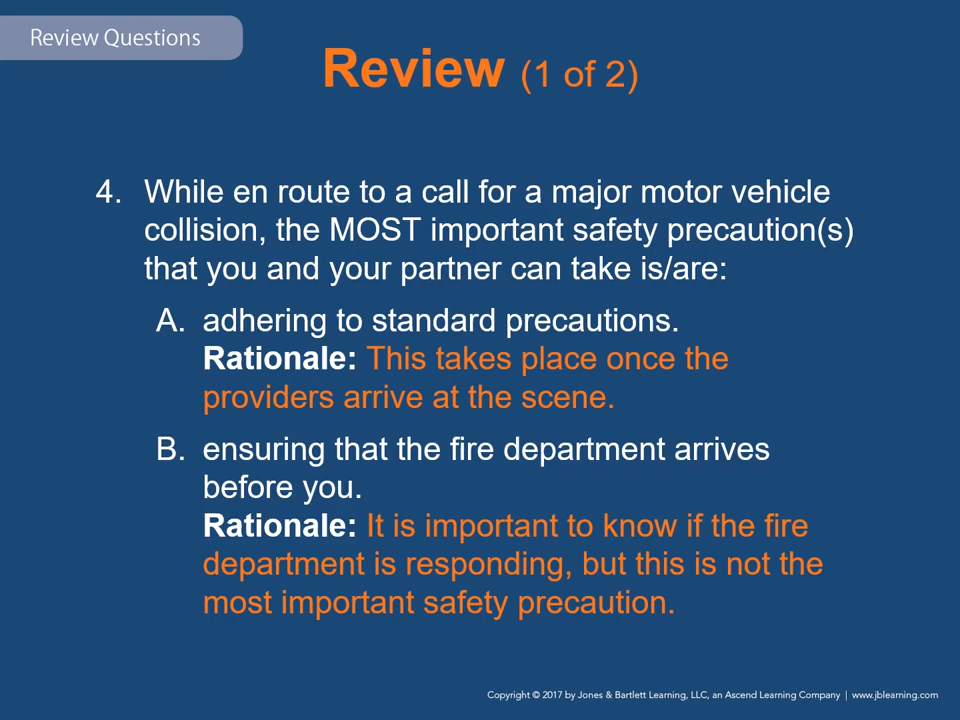 Review Questions
Review (1 of 2)
4. While en route to a call for a major motor vehicle
collision, the MOST important safety precaution(s)
that you and your partner can take is/are:
A. adhering to standard precautions.
Rationale: This takes place once the
providers arrive at the scene.
B. ensuring that the fire department arrives
before you.
Rationale: It is important to know if the fire
department is responding, but this is not the
most important safety precaution.
Copyright © 2017 by Jones & Bartlett Learning, LLC, an Ascend Learning Company | www.jblearning.com